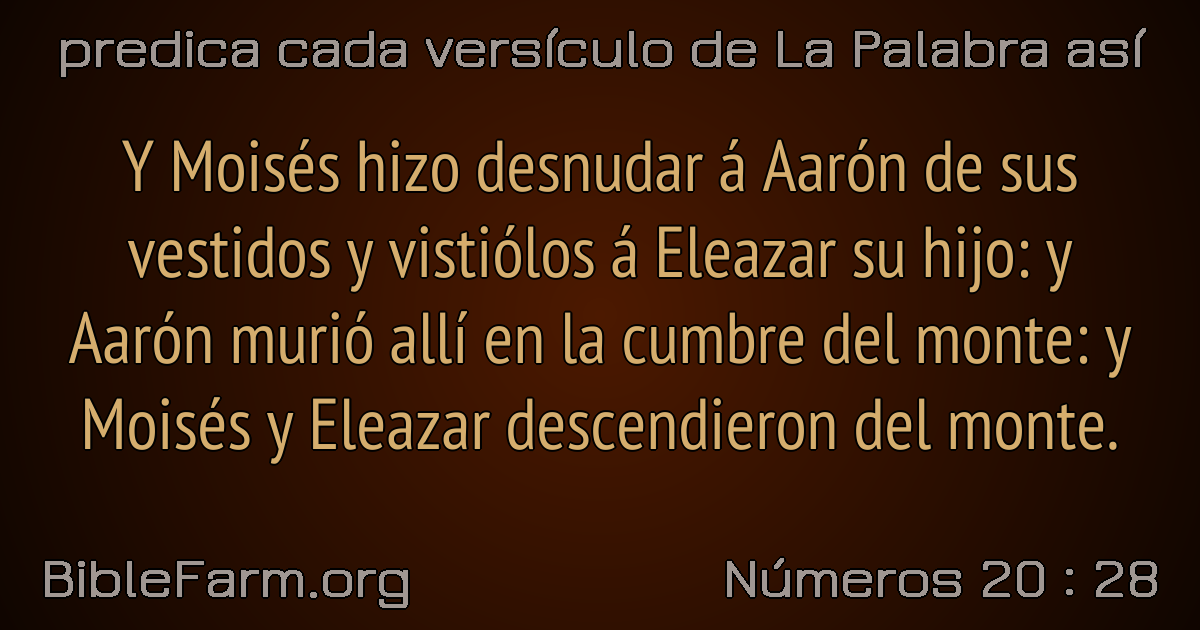 predica cada versículo de La Palabra así
Y Moisés hizo desnudar á Aarón de sus
vestidos y vistiólos á Eleazar su hijo: y
Aarón murió allí en la cumbre del monte: y
Moisés y Eleazar descendieron del monte.
BibleFarm.org
Números 20 : 28